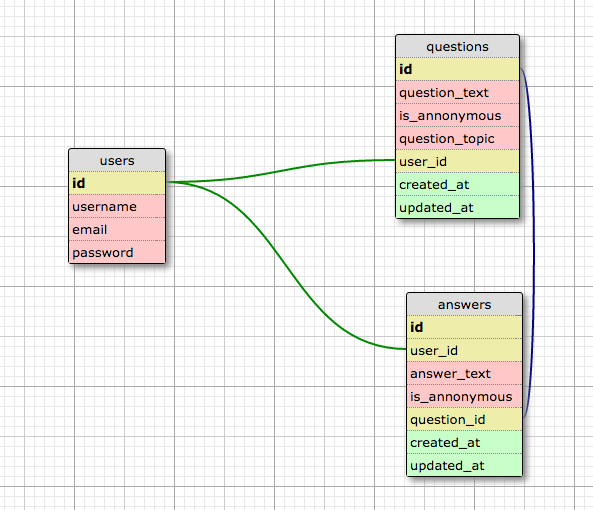 users
id
username
email
password
questions
id
question_text
is_annonymous
question_topic
user_id
created_at
updated_at
answers
id
user_id
answer_text
is_annonymous
question_id
created_at
updated_at